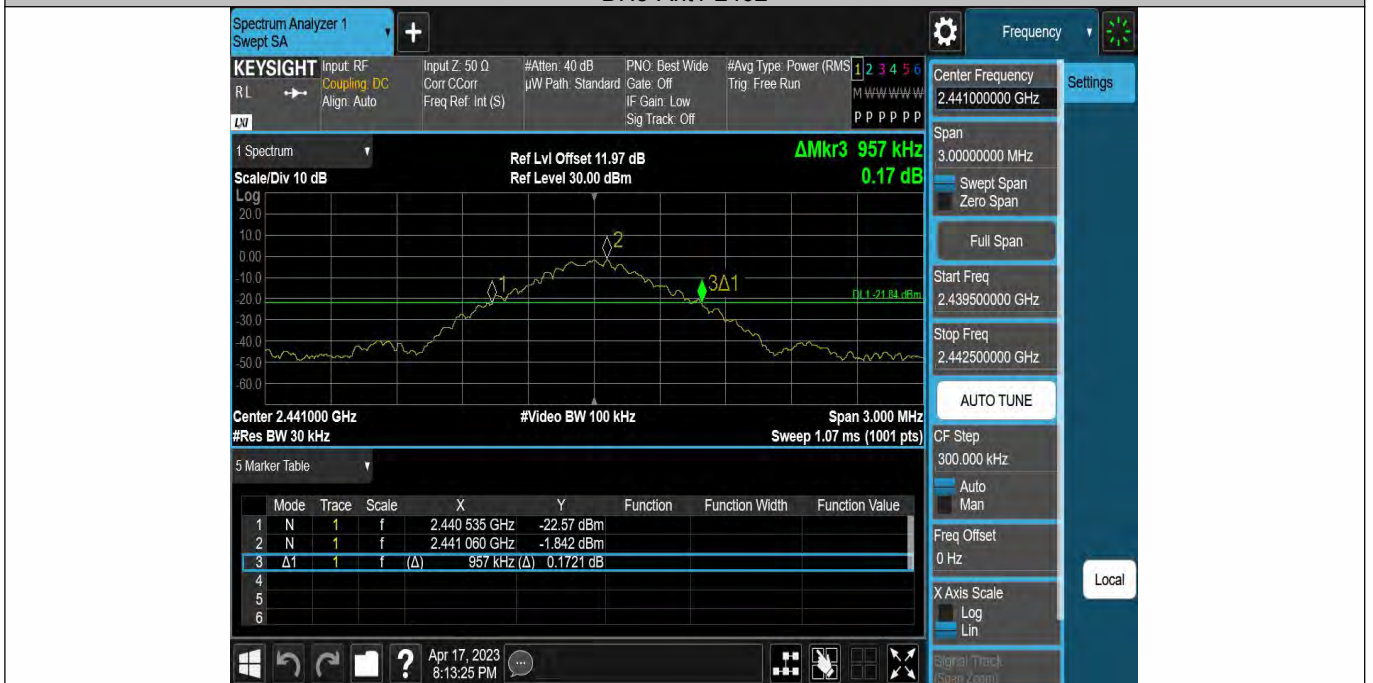 Spectrum Analyzer 1
Swept SA
+
Frequency
KEYSIGHT
RL
LXI
Input: RF
Coupling: DC
Align: Auto
Input Z: 50 Ω
Corr CCorr
Freq Ref: Int (S)
#Atten: 40 dB
µW Path: Standard
PNO: Best Wide
Gate: Off
IF Gain: Low
Sig Track: Off
#Avg Type: Power (RMS
Trig: Free Run
1 2 3 4 5 6
M W W W W W
P P P P P P
1 Spectrum
Scale/Div 10 dB
Ref Lvl Offset 11.97 dB
Ref Level 30.00 dBm
ΔMkr3 957 kHz
0.17 dB
Log
20.0
10.0
0.00
-10.0
-20.0
-30.0
-40.0
-50.0
-60.0
1
2
3Δ1
DL1 -21.84 dBm
Center 2.441000 GHz
#Video BW 100 kHz
Span 3.000 MHz
#Res BW 30 kHz
Sweep 1.07 ms (1001 pts)
5 Marker Table
Mode Trace Scale X Y Function Function Width Function Value
1 N 1 f 2.440 535 GHz -22.57 dBm
2 N 1 f 2.441 060 GHz -1.842 dBm
3 Δ1 1 f (Δ) 957 kHz (Δ) 0.1721 dB
4
5
6
?
Apr 17, 2023
8:13:25 PM
Center Frequency
2.441000000 GHz
Settings
Span
3.00000000 MHz
Swept Span
Zero Span
Full Span
Start Freq
2.439500000 GHz
Stop Freq
2.442500000 GHz
AUTO TUNE
CF Step
300.000 kHz
Auto
Man
Freq Offset
0 Hz
X Axis Scale
Log
Lin
Local
Signal Track
(Span Zoom)